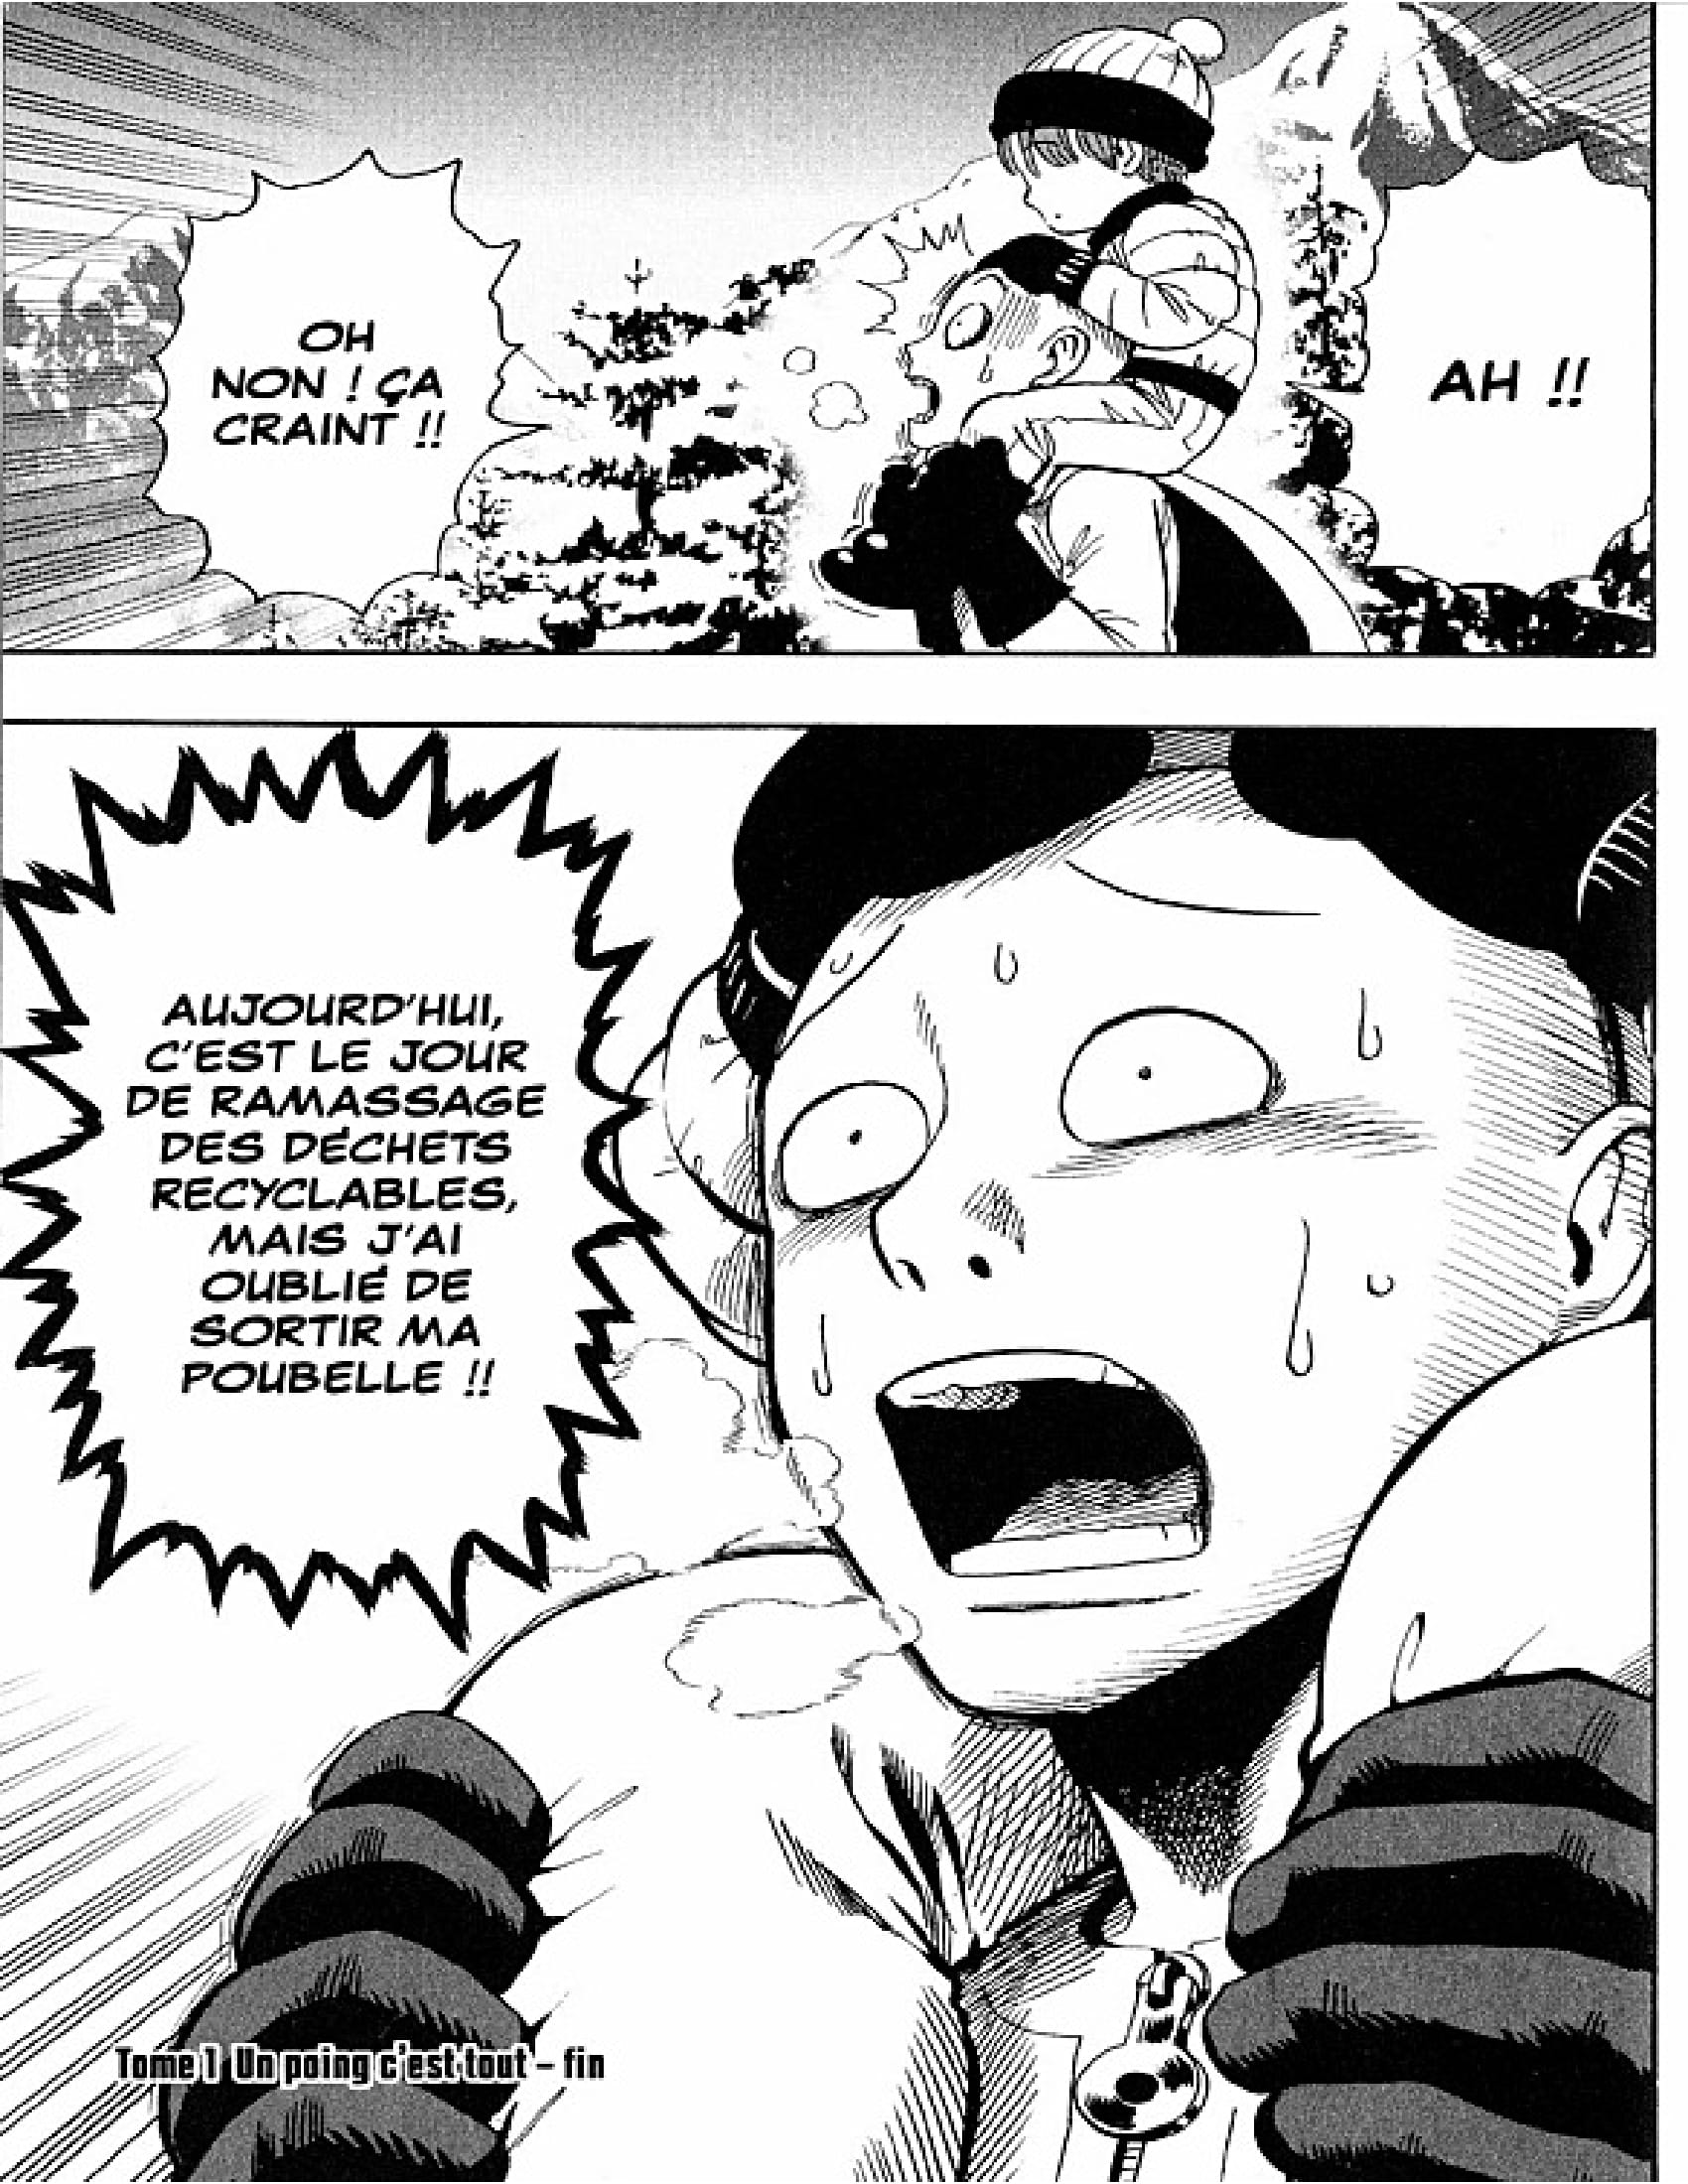 AH !!
OH
NON ! ÇA
CRAINT !!
AUJOURD'HUI,
C'EST LE JOUR
DE RAMASSAGE
DES DÉCHETS
RECYCLABLES,
MAIS J'AI
OUBLIÉ DE
SORTIR MA
POUBELLE !!
Tome 1 Un poing c'est tout – fin